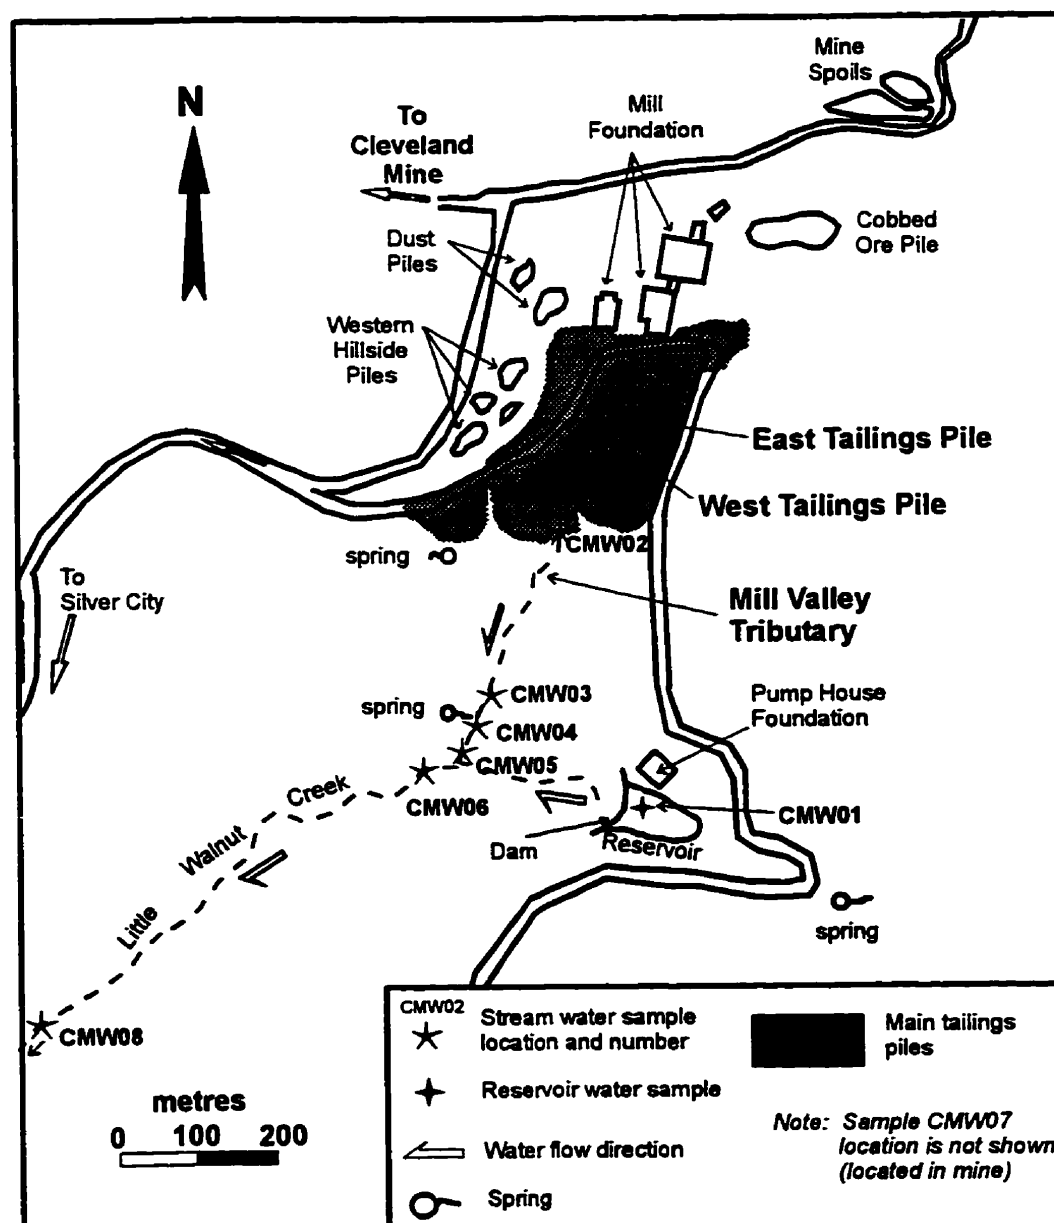 Mine
Spoils
N
To
Cleveland
Mine
Mill
Foundation
Cobbed
Ore Pile
Dust
Piles
Western
Hillside
Piles
East Tailings Pile
West Tailings Pile
spring
CMW02
To
Silver City
Mill Valley
Tributary
CMW03
spring
CMW04
Pump House
Foundation
CMW05
CMW06
CMW01
Dam
Reservoir
Little Walnut Creek
spring
CMW08
metres
0 100 200
CMW02
Stream water sample
location and number
Reservoir water sample
Water flow direction
Spring
Main tailings
piles
Note: Sample CMW07
location is not shown
(located in mine)